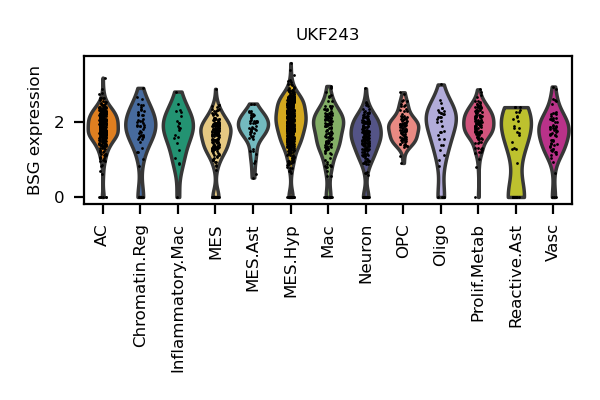 UKF243
BSG expression
2
0
AC
Chromatin.Reg
Inflammatory.Mac
MES
MES.Ast
MES.Hyp
Mac
Neuron
OPC
Oligo
Prolif.Metab
Reactive.Ast
Vasc